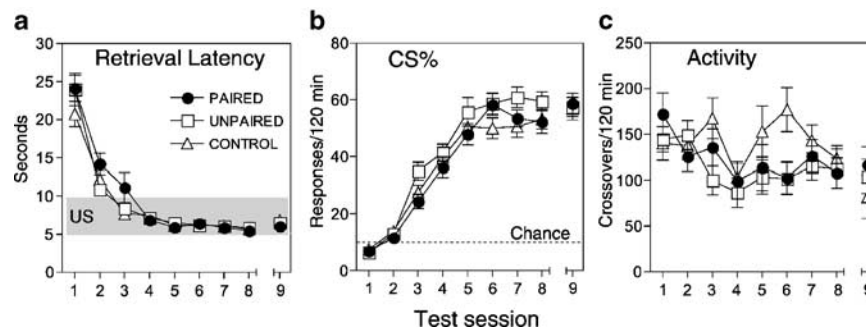 a
Retrieval Latency
30
25
20
15
10
5
0
Seconds
PAIRED
UNPAIRED
CONTROL
US
1 2 3 4 5 6 7 8 9
b
CS%
80
60
40
20
0
Responses/120 min
Chance
1 2 3 4 5 6 7 8 9
Test session
c
Activity
250
200
150
100
50
0
Crossovers/120 min
1 2 3 4 5 6 7 8 9